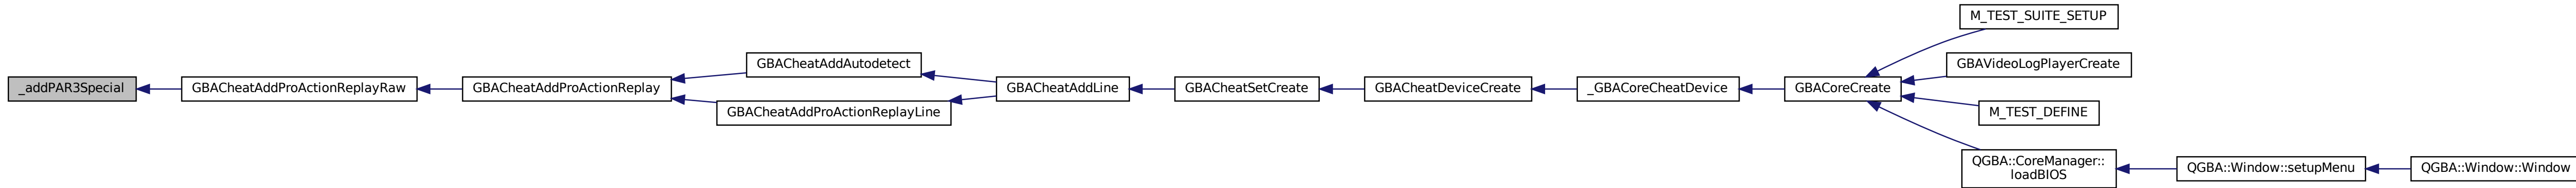 _addPAR3Special
GBACheatAddProActionReplayRaw
GBACheatAddProActionReplay
GBACheatAddAutodetect
GBACheatAddProActionReplayLine
GBACheatAddLine
GBACheatSetCreate
GBACheatDeviceCreate
_GBACoreCheatDevice
GBACoreCreate
M_TEST_SUITE_SETUP
GBAVideoLogPlayerCreate
M_TEST_DEFINE
QGBA::CoreManager::
loadBIOS
QGBA::Window::setupMenu
QGBA::Window::Window